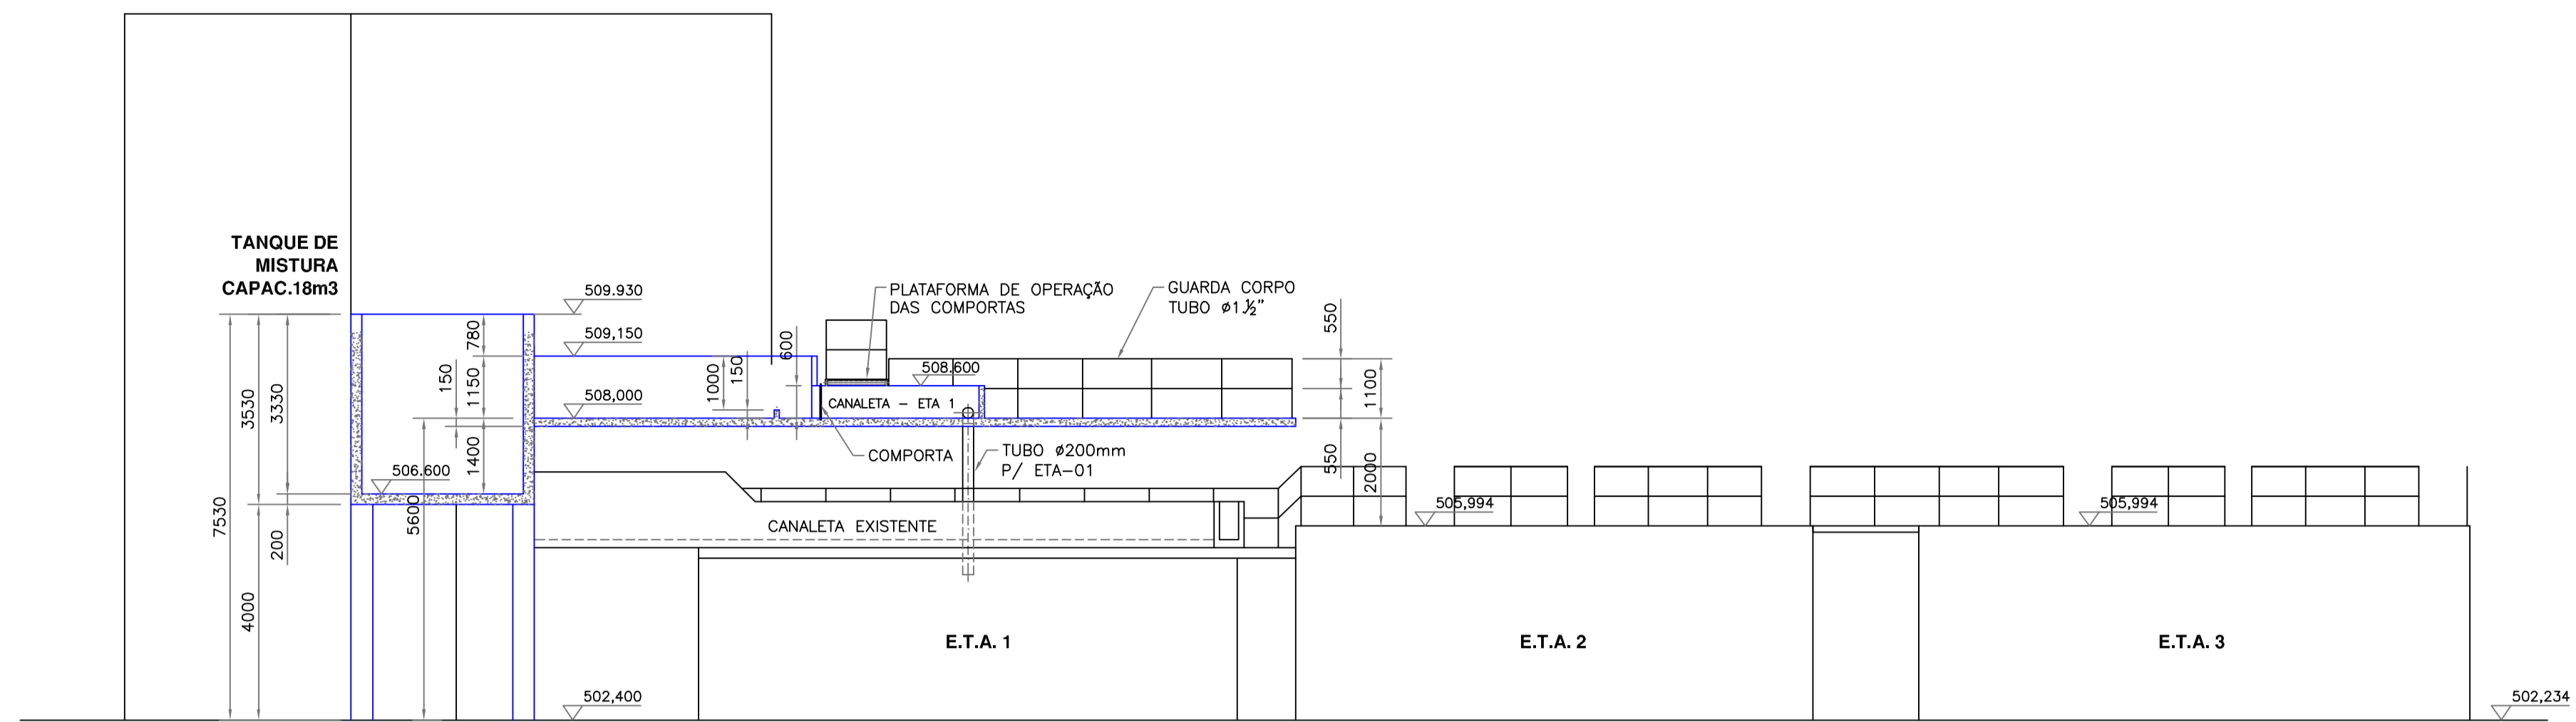 TANQUE DE
MISTURA
CAPAC.18m3
509.930
509,150
508,000
506.600
502,400
7530
3530
3330
4000
200
5600
150
780
1150
1400
1000
150
600
PLATAFORMA DE OPERAÇÃO
DAS COMPORTAS
GUARDA CORPO
TUBO ø1.½"
508.600
CANALETA - ETA 1
COMPORTA
TUBO ø200mm
P/ ETA-01
CANALETA EXISTENTE
550
1100
550
2000
505,994
505,994
E.T.A. 1
E.T.A. 2
E.T.A. 3
502,234